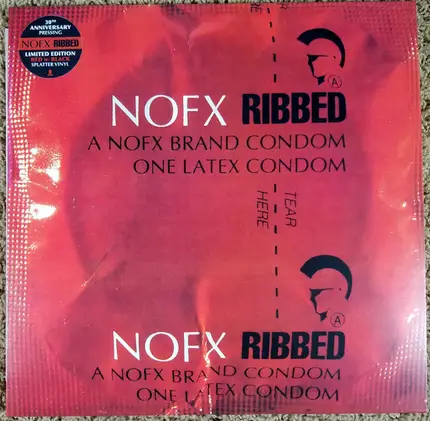 30TH
ANNIVERSARY
PRESSING
NOFX RIBBED
LIMITED EDITION
RED BLACK
SPLATTER VINYL
RE
A
NOFX RIBBED
A NOFX BRAND CONDOM
ONE LATEX CONDOM
TEAR
HERE
A
NOFX RIBBED
A NOFX BRAND CONDOM
ONE LATEX CONDOM